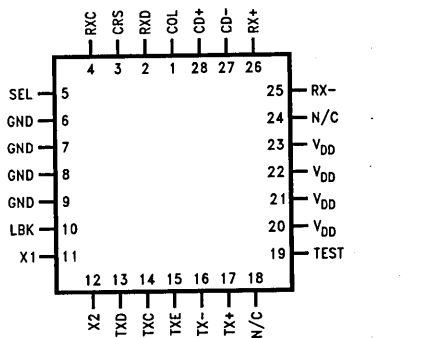 RXC CRS RXD COL CD+ CD- RX+
4 3 2 1 28 27 26
SEL 5
GND 6
GND 7
GND 8
GND 9
LBK 10
X1 11
25 RX-
24 N/C
23 VDD
22 VDD
21 VDD
20 VDD
19 TEST
12 13 14 15 16 17 18
X2 TXD TXC TXE TX- TX+ N/C